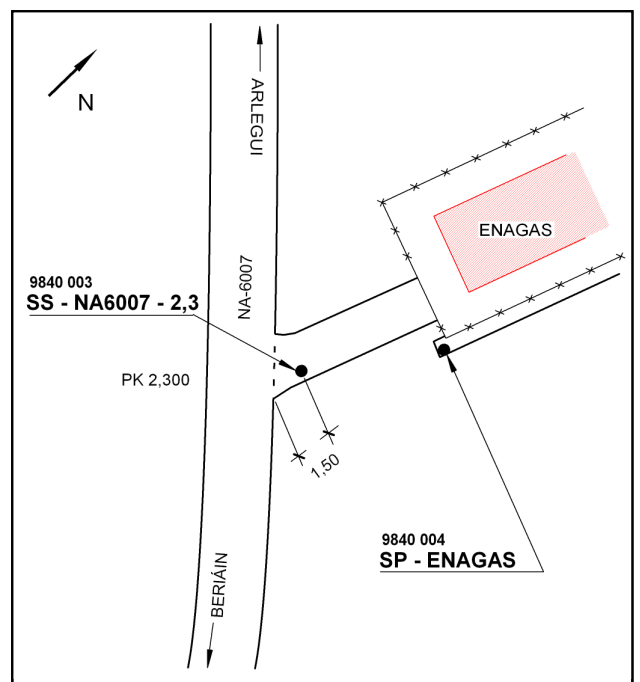 N
ARLEGUI
ENAGAS
NA-6007
9840 003
SS - NA6007 - 2,3
PK 2,300
1,50
9840 004
SP - ENAGAS
BERIÁIN